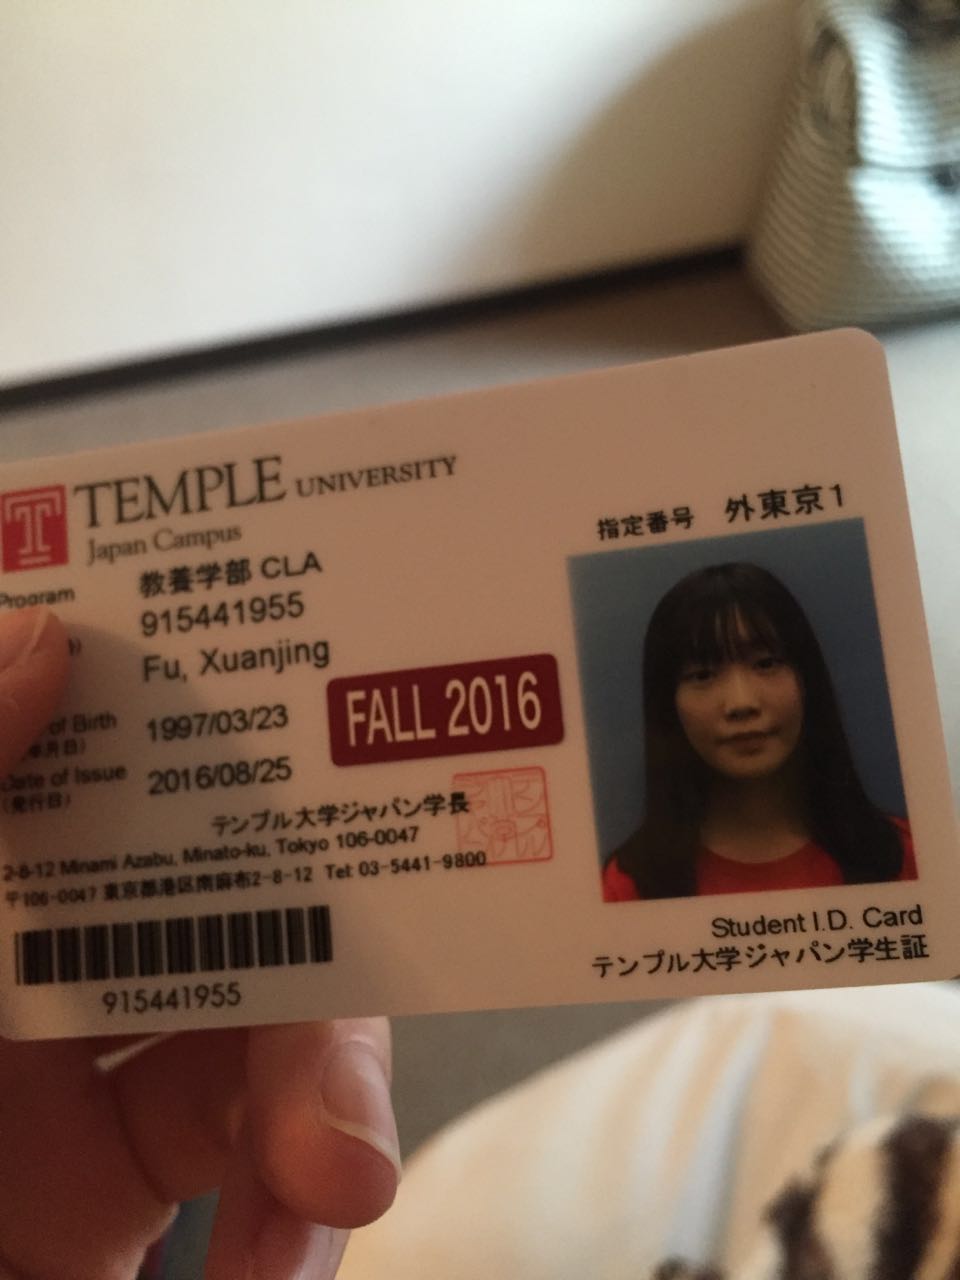 TEMPLE UNIVERSITY
Japan Campus
指定番号 外東京1
Program 教養学部 CLA
915441955
Fu, Xuanjing
of Birth 1997/03/23
年月日)
FALL 2016
Date of Issue 2016/08/25
(発行日)
テンプル大学ジャパン学長
2-8-12 Minami Azabu, Minato-ku, Tokyo 106-0047
〒106-0047 東京都港区南麻布2-8-12 Tel: 03-5441-9800
915441955
Student I.D. Card
テンプル大学ジャパン学生証